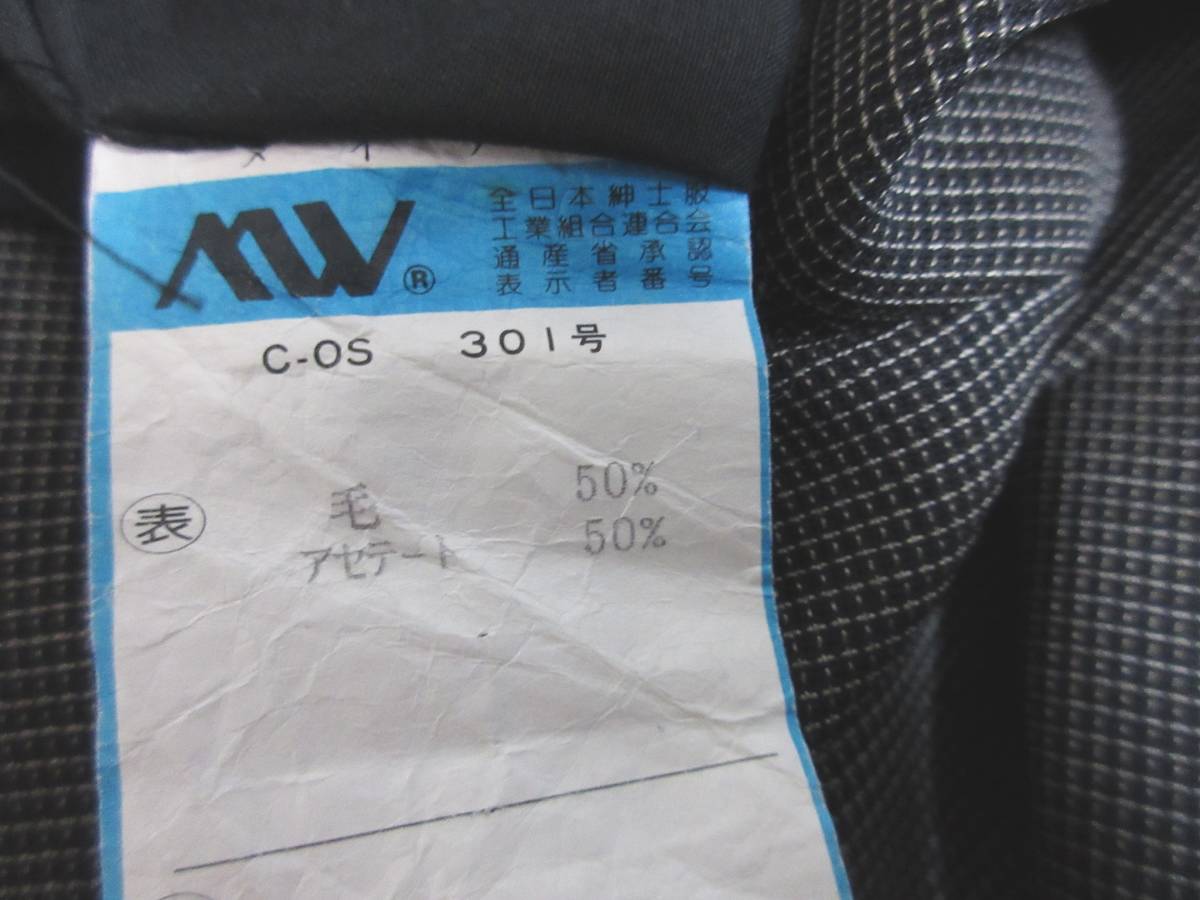 MW®
全日本紳士服
工業組合連合会
通産省承認
表示者番号
C-OS 301号
表 毛 50%
アセテート 50%